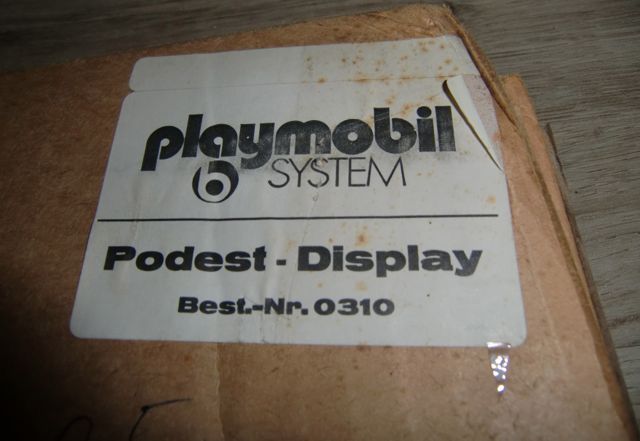 playmobil
SYSTEM
Podest - Display
Best.-Nr. 0310